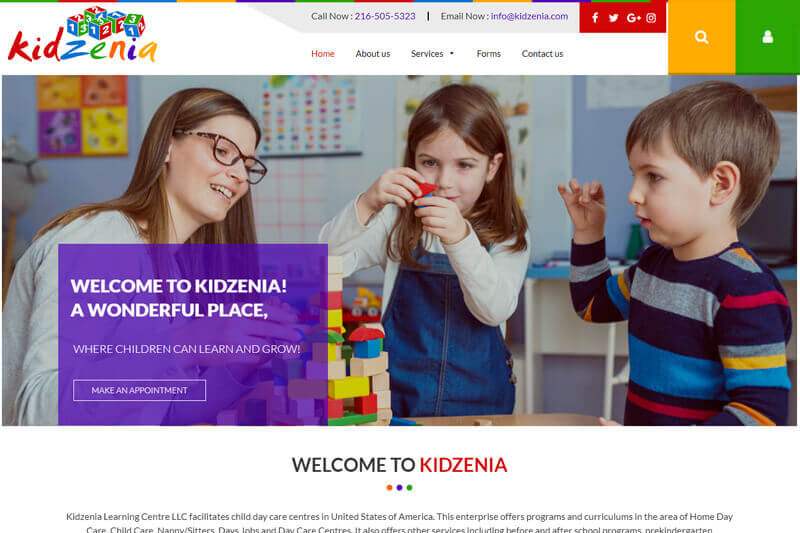 Call Now : 216-505-5323 | Email Now : info@kidzenia.com
kidzenia
Home About us Services Forms Contact us
WELCOME TO KIDZENIA!
A WONDERFUL PLACE,
WHERE CHILDREN CAN LEARN AND GROW!
MAKE AN APPOINTMENT
WELCOME TO KIDZENIA
Kidzenia Learning Centre LLC facilitates child day care centres in United States of America. This enterprise offers programs and curriculums in the area of Home Day
Care, Child Care, Nanny/Sitters, Days Jobs and Day Care Centres. It also offers other services including before and after school programs, prekindergarten,